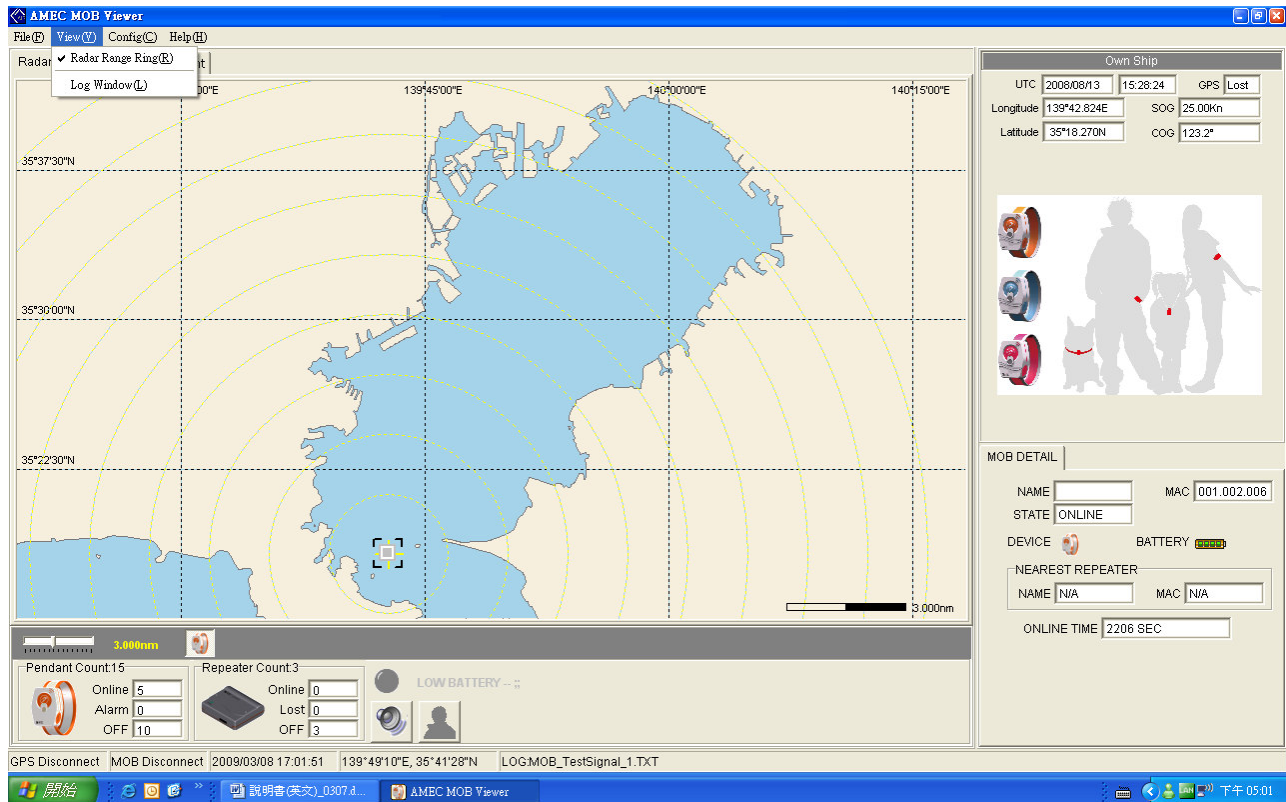 AMEC MOB Viewer
File(F) View(V) Config(C) Help(H)
Radar Range Ring(R)
Log Window(L)
Radar
139°45'00"E
140°00'00"E
140°15'00"E
35°37'30"N
35°30'00"N
35°22'30"N
3.000nm
3.000nm
Pendant Count:15
Online 5
Alarm 0
OFF 10
Repeater Count:3
Online 0
Lost 0
OFF 3
LOW BATTERY -- ;;
Own Ship
UTC 2008/08/13 15:28:24 GPS Lost
Longitude 139°42.824E SOG 25.00Kn
Latitude 35°18.270N COG 123.2°
MOB DETAIL
NAME MAC 001.002.006
STATE ONLINE
DEVICE BATTERY
NEAREST REPEATER
NAME N/A MAC N/A
ONLINE TIME 2206 SEC
GPS Disconnect MOB Disconnect 2009/03/08 17:01:51 139°49'10"E, 35°41'28"N LOG:MOB_TestSignal_1.TXT
開始 說明書(英文)_0307.d... AMEC MOB Viewer LAN 下午 05:01